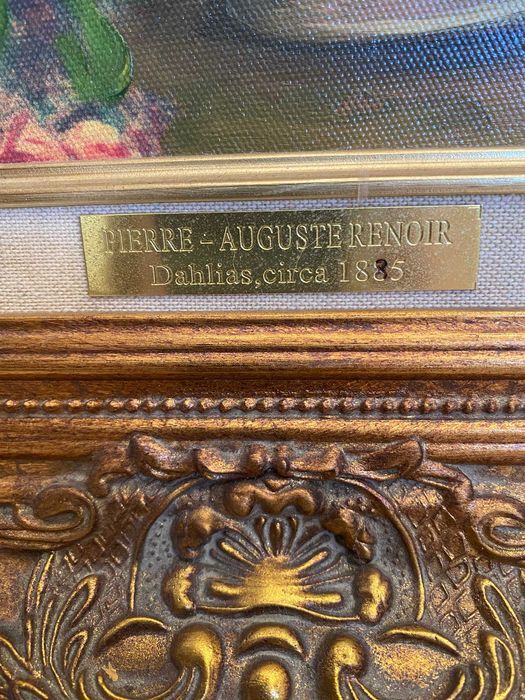 PIERRE – AUGUSTE RENOIR
Dahlias,circa 1885